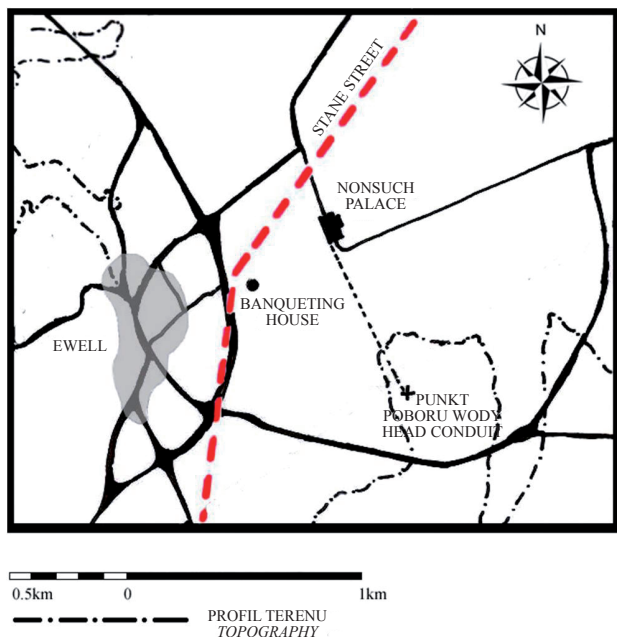 N
STANE STREET
NONSUCH
PALACE
BANQUETING
HOUSE
EWELL
PUNKT
POBORU WODY
HEAD CONDUIT
0.5km 0 1km
PROFIL TERENU
TOPOGRAPHY